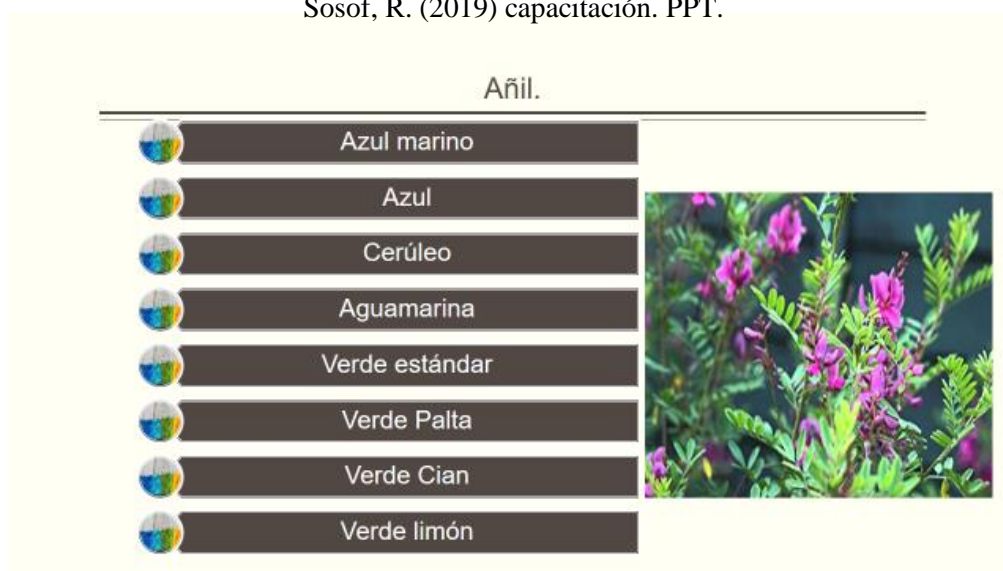 Sosof, R. (2019) capacitación. PPT.
Añil.
Azul marino
Azul
Cerúleo
Aguamarina
Verde estándar
Verde Palta
Verde Cian
Verde limón